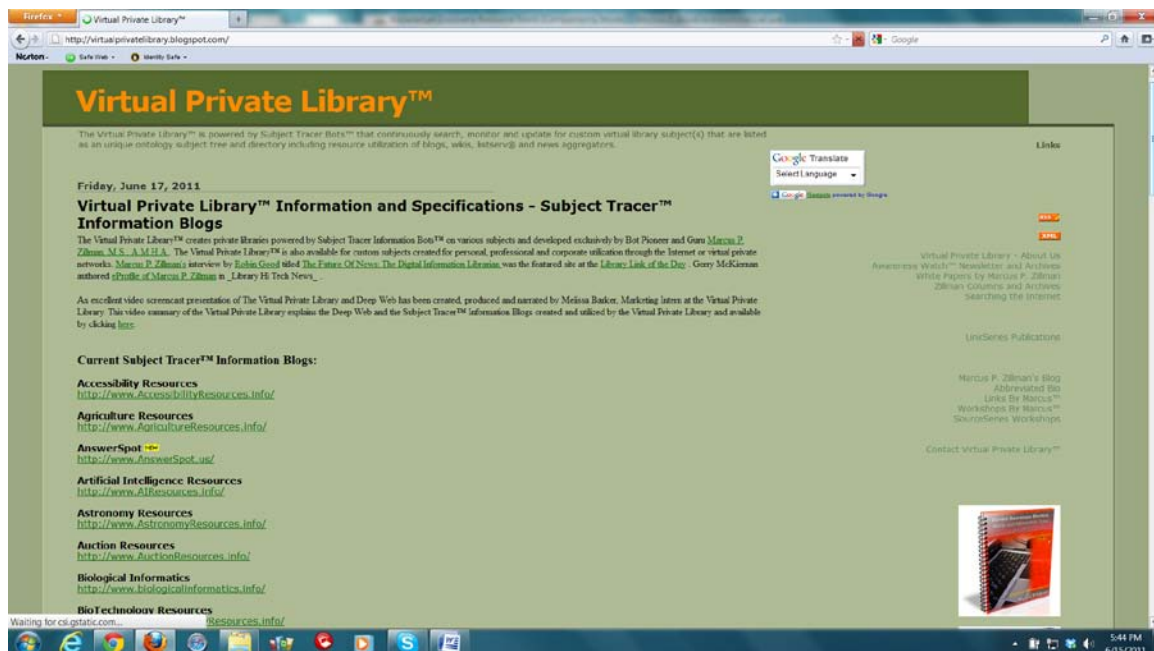 Firefox
Virtual Private Library™
http://virtualprivatelibrary.blogspot.com/
Google
Norton
Safe Web
Identity Safe
Virtual Private Library™
The Virtual Private Library™ is powered by Subject Tracer Bots™ that continuously search, monitor and update for custom virtual library subject(s) that are listed
as an unique ontology subject tree and directory including resource utilization of blogs, wikis, listserv® and news aggregators.
Links
Google Translate
Select Language
Friday, June 17, 2011
Virtual Private Library™ Information and Specifications - Subject Tracer™
Information Blogs
The Virtual Private Library™ creates private libraries powered by Subject Tracer Information Bots™ on various subjects and developed exclusively by Bot Pioneer and Guru Marcus P.
Zillman, M.S., A.M.H.A. The Virtual Private Library™ is also available for custom subjects created for personal, professional and corporate utilization through the Internet or virtual private
networks. Marcus P. Zillman's interview by Robin Good titled The Future Of News: The Digital Information Librarian was the featured site at the Library Link of the Day . Gerry McKiernan
authored eProfile of Marcus P. Zillman in _Library Hi Tech News_ .
An excellent video screencast presentation of The Virtual Private Library and Deep Web has been created, produced and narrated by Melissa Barker, Marketing Intern at the Virtual Private
Library. This video summary of the Virtual Private Library explains the Deep Web and the Subject Tracer™ Information Blogs created and utilized by the Virtual Private Library and available
by clicking here.
Current Subject Tracer™ Information Blogs:
Accessibility Resources
http://www.AccessibilityResources.info/
Agriculture Resources
http://www.AgricultureResources.info/
AnswerSpot
http://www.AnswerSpot.us/
Artificial Intelligence Resources
http://www.AIResources.info/
Astronomy Resources
http://www.AstronomyResources.info/
Auction Resources
http://www.AuctionResources.info/
Biological Informatics
http://www.biologicalinformatics.info/
BioTechnology Resources
Resources.info/
XML
Virtual Private Library - About Us
Awareness Watch™ Newsletter and Archives
White Papers by Marcus P. Zillman
Zillman Columns and Archives
Searching the Internet
LinkSeries Publications
Marcus P. Zillman's Blog
Abbreviated Bio
Links By Marcus™
Workshops By Marcus™
SourceSeries Workshops
Contact Virtual Private Library™
Waiting for csi.gstatic.com...
5:44 PM
6/15/2011